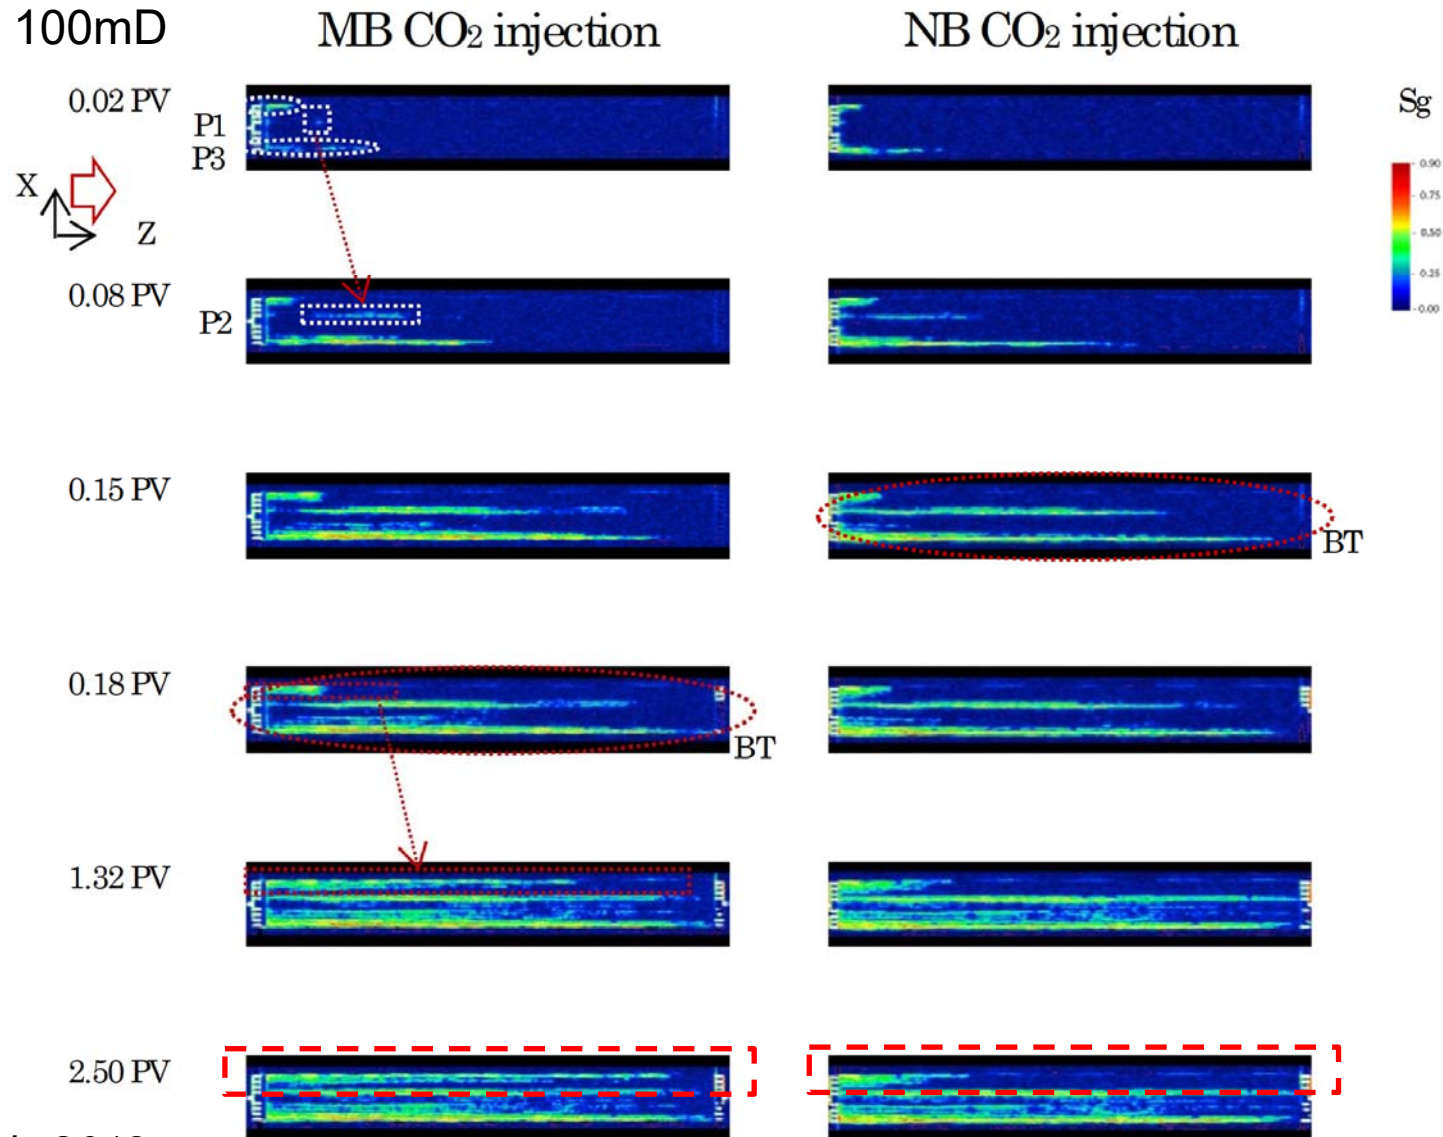 100mD
MB CO₂ injection
NB CO₂ injection
0.02 PV
P1
P3
Sg
0.90
0.75
0.50
0.25
0.00
X
Z
0.08 PV
P2
0.15 PV
BT
0.18 PV
BT
1.32 PV
2.50 PV